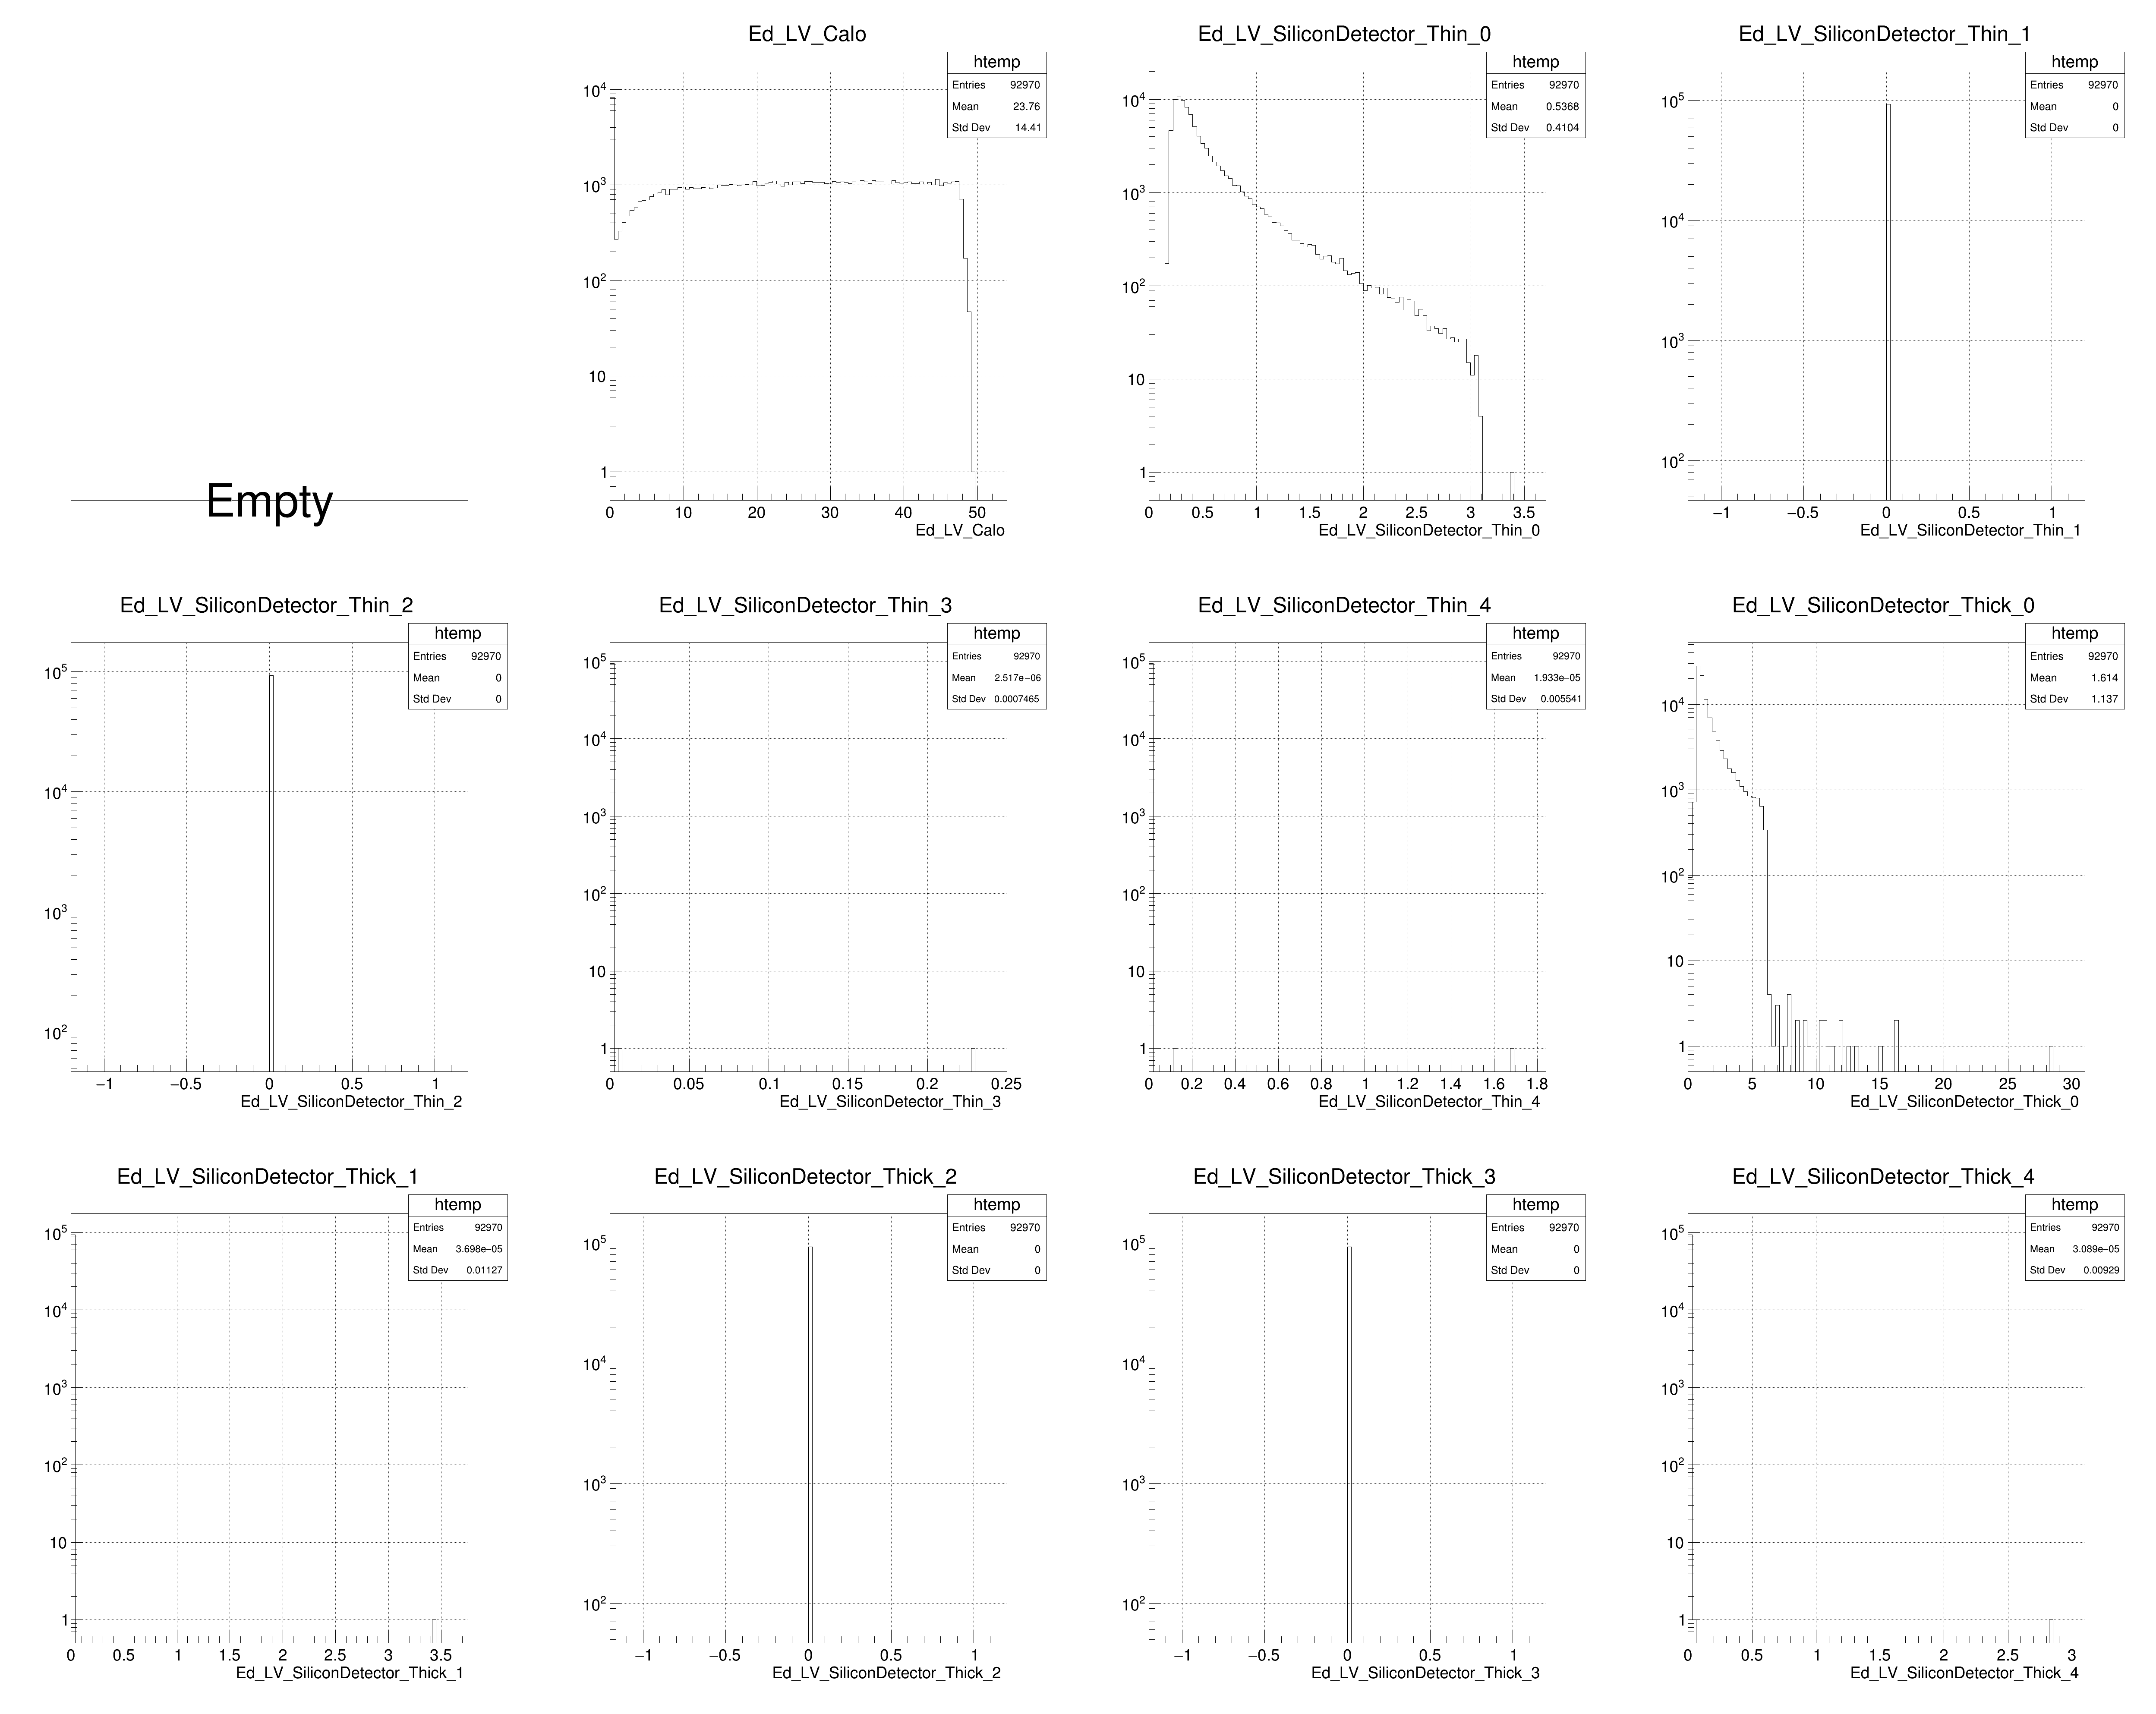 Empty
Ed_LV_Calo
htemp
Entries 92970
Mean 23.76
Std Dev 14.41
10^4
10^3
10^2
10
1
0 10 20 30 40 50
Ed_LV_Calo
Ed_LV_SiliconDetector_Thin_0
htemp
Entries 92970
Mean 0.5368
Std Dev 0.4104
10^4
10^3
10^2
10
1
0 0.5 1 1.5 2 2.5 3 3.5
Ed_LV_SiliconDetector_Thin_0
Ed_LV_SiliconDetector_Thin_1
htemp
Entries 92970
Mean 0
Std Dev 0
10^5
10^4
10^3
10^2
−1 −0.5 0 0.5 1
Ed_LV_SiliconDetector_Thin_1
Ed_LV_SiliconDetector_Thin_2
htemp
Entries 92970
Mean 0
Std Dev 0
10^5
10^4
10^3
10^2
−1 −0.5 0 0.5 1
Ed_LV_SiliconDetector_Thin_2
Ed_LV_SiliconDetector_Thin_3
htemp
Entries 92970
Mean 2.517e−06
Std Dev 0.0007465
10^5
10^4
10^3
10^2
10
1
0 0.05 0.1 0.15 0.2 0.25
Ed_LV_SiliconDetector_Thin_3
Ed_LV_SiliconDetector_Thin_4
htemp
Entries 92970
Mean 1.933e−05
Std Dev 0.005541
10^5
10^4
10^3
10^2
10
1
0 0.2 0.4 0.6 0.8 1 1.2 1.4 1.6 1.8
Ed_LV_SiliconDetector_Thin_4
Ed_LV_SiliconDetector_Thick_0
htemp
Entries 92970
Mean 1.614
Std Dev 1.137
10^4
10^3
10^2
10
1
0 5 10 15 20 25 30
Ed_LV_SiliconDetector_Thick_0
Ed_LV_SiliconDetector_Thick_1
htemp
Entries 92970
Mean 3.698e−05
Std Dev 0.01127
10^5
10^4
10^3
10^2
10
1
0 0.5 1 1.5 2 2.5 3 3.5
Ed_LV_SiliconDetector_Thick_1
Ed_LV_SiliconDetector_Thick_2
htemp
Entries 92970
Mean 0
Std Dev 0
10^5
10^4
10^3
10^2
−1 −0.5 0 0.5 1
Ed_LV_SiliconDetector_Thick_2
Ed_LV_SiliconDetector_Thick_3
htemp
Entries 92970
Mean 0
Std Dev 0
10^5
10^4
10^3
10^2
−1 −0.5 0 0.5 1
Ed_LV_SiliconDetector_Thick_3
Ed_LV_SiliconDetector_Thick_4
htemp
Entries 92970
Mean 3.089e−05
Std Dev 0.00929
10^5
10^4
10^3
10^2
10
1
0 0.5 1 1.5 2 2.5 3
Ed_LV_SiliconDetector_Thick_4